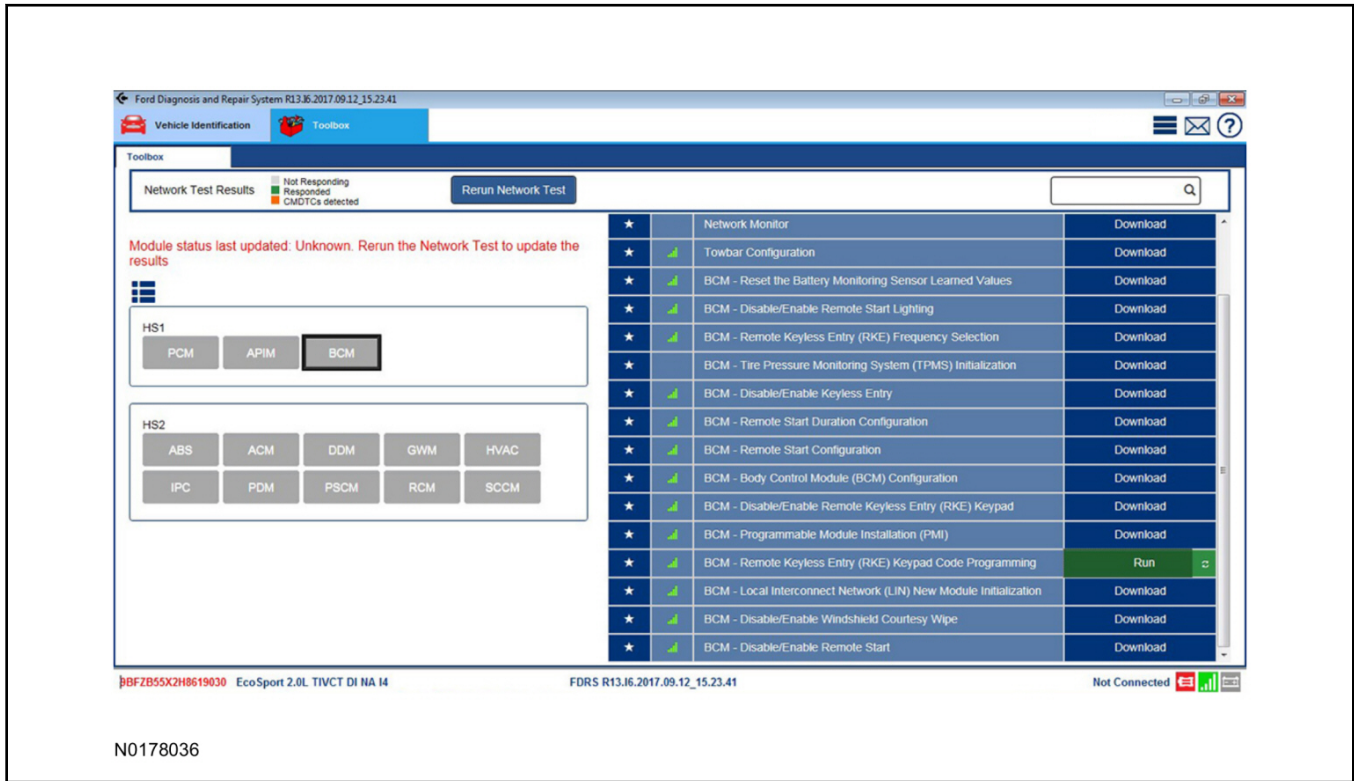 Ford Diagnosis and Repair System R13.I6.2017.09.12_15.23.41
Vehicle Identification
Toolbox
Toolbox
Network Test Results
Not Responding
Responded
CMDTCs detected
Rerun Network Test
Module status last updated: Unknown. Rerun the Network Test to update the
results
HS1
PCM APIM BCM
HS2
ABS ACM DDM GWM HVAC
IPC PDM PSCM RCM SCCM
Network Monitor Download
Towbar Configuration Download
BCM - Reset the Battery Monitoring Sensor Learned Values Download
BCM - Disable/Enable Remote Start Lighting Download
BCM - Remote Keyless Entry (RKE) Frequency Selection Download
BCM - Tire Pressure Monitoring System (TPMS) Initialization Download
BCM - Disable/Enable Keyless Entry Download
BCM - Remote Start Duration Configuration Download
BCM - Remote Start Configuration Download
BCM - Body Control Module (BCM) Configuration Download
BCM - Disable/Enable Remote Keyless Entry (RKE) Keypad Download
BCM - Programmable Module Installation (PMI) Download
BCM - Remote Keyless Entry (RKE) Keypad Code Programming Run
BCM - Local Interconnect Network (LIN) New Module Initialization Download
BCM - Disable/Enable Windshield Courtesy Wipe Download
BCM - Disable/Enable Remote Start Download
9BFZB55X2H8619030 EcoSport 2.0L TIVCT DI NA I4
FDRS R13.I6.2017.09.12_15.23.41
Not Connected
N0178036